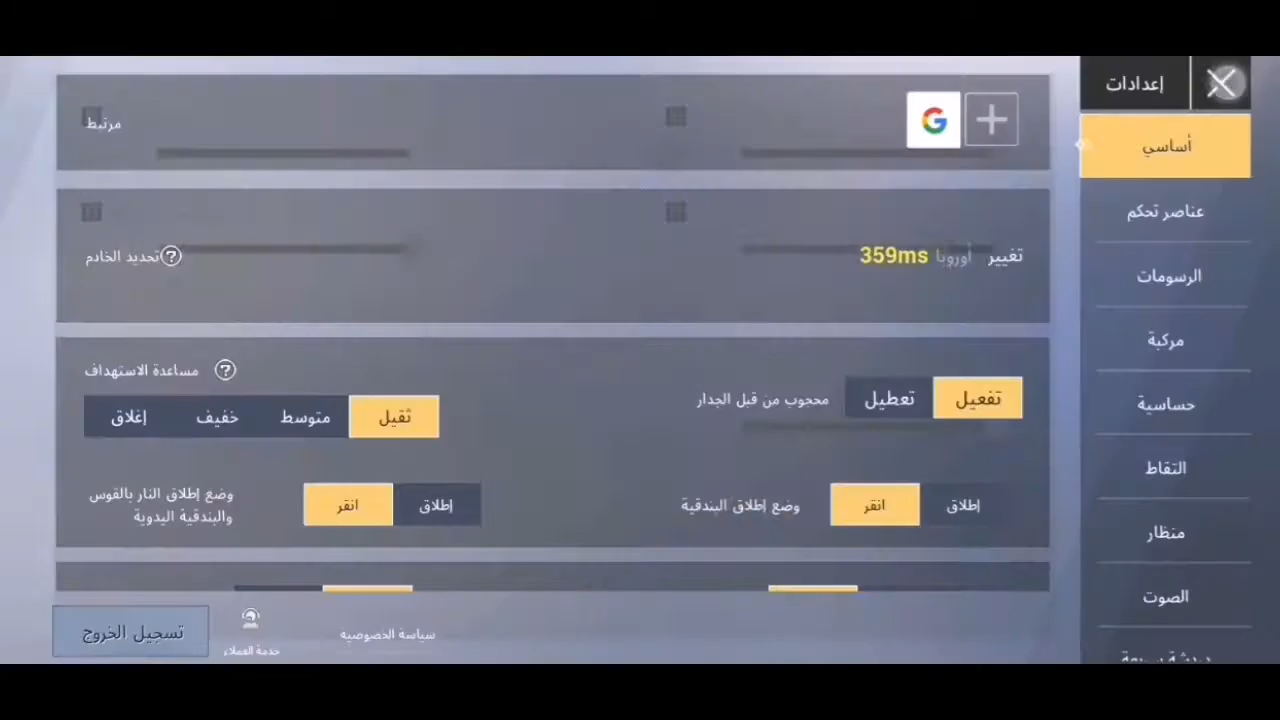 إعدادات
أساسي
عناصر تحكم
الرسومات
مركبة
حساسية
التقاط
منظار
الصوت
دردشة سريعة
مرتبط
تحديد الخادم ?
تغيير أوروبا 359ms
مساعدة الاستهداف ?
إغلاق خفيف متوسط ثقيل
محجوب من قبل الجدار تعطيل تفعيل
وضع إطلاق النار بالقوس
والبندقية اليدوية
انقر إطلاق
وضع إطلاق البندقية انقر إطلاق
تسجيل الخروج
خدمة العملاء
سياسة الخصوصية